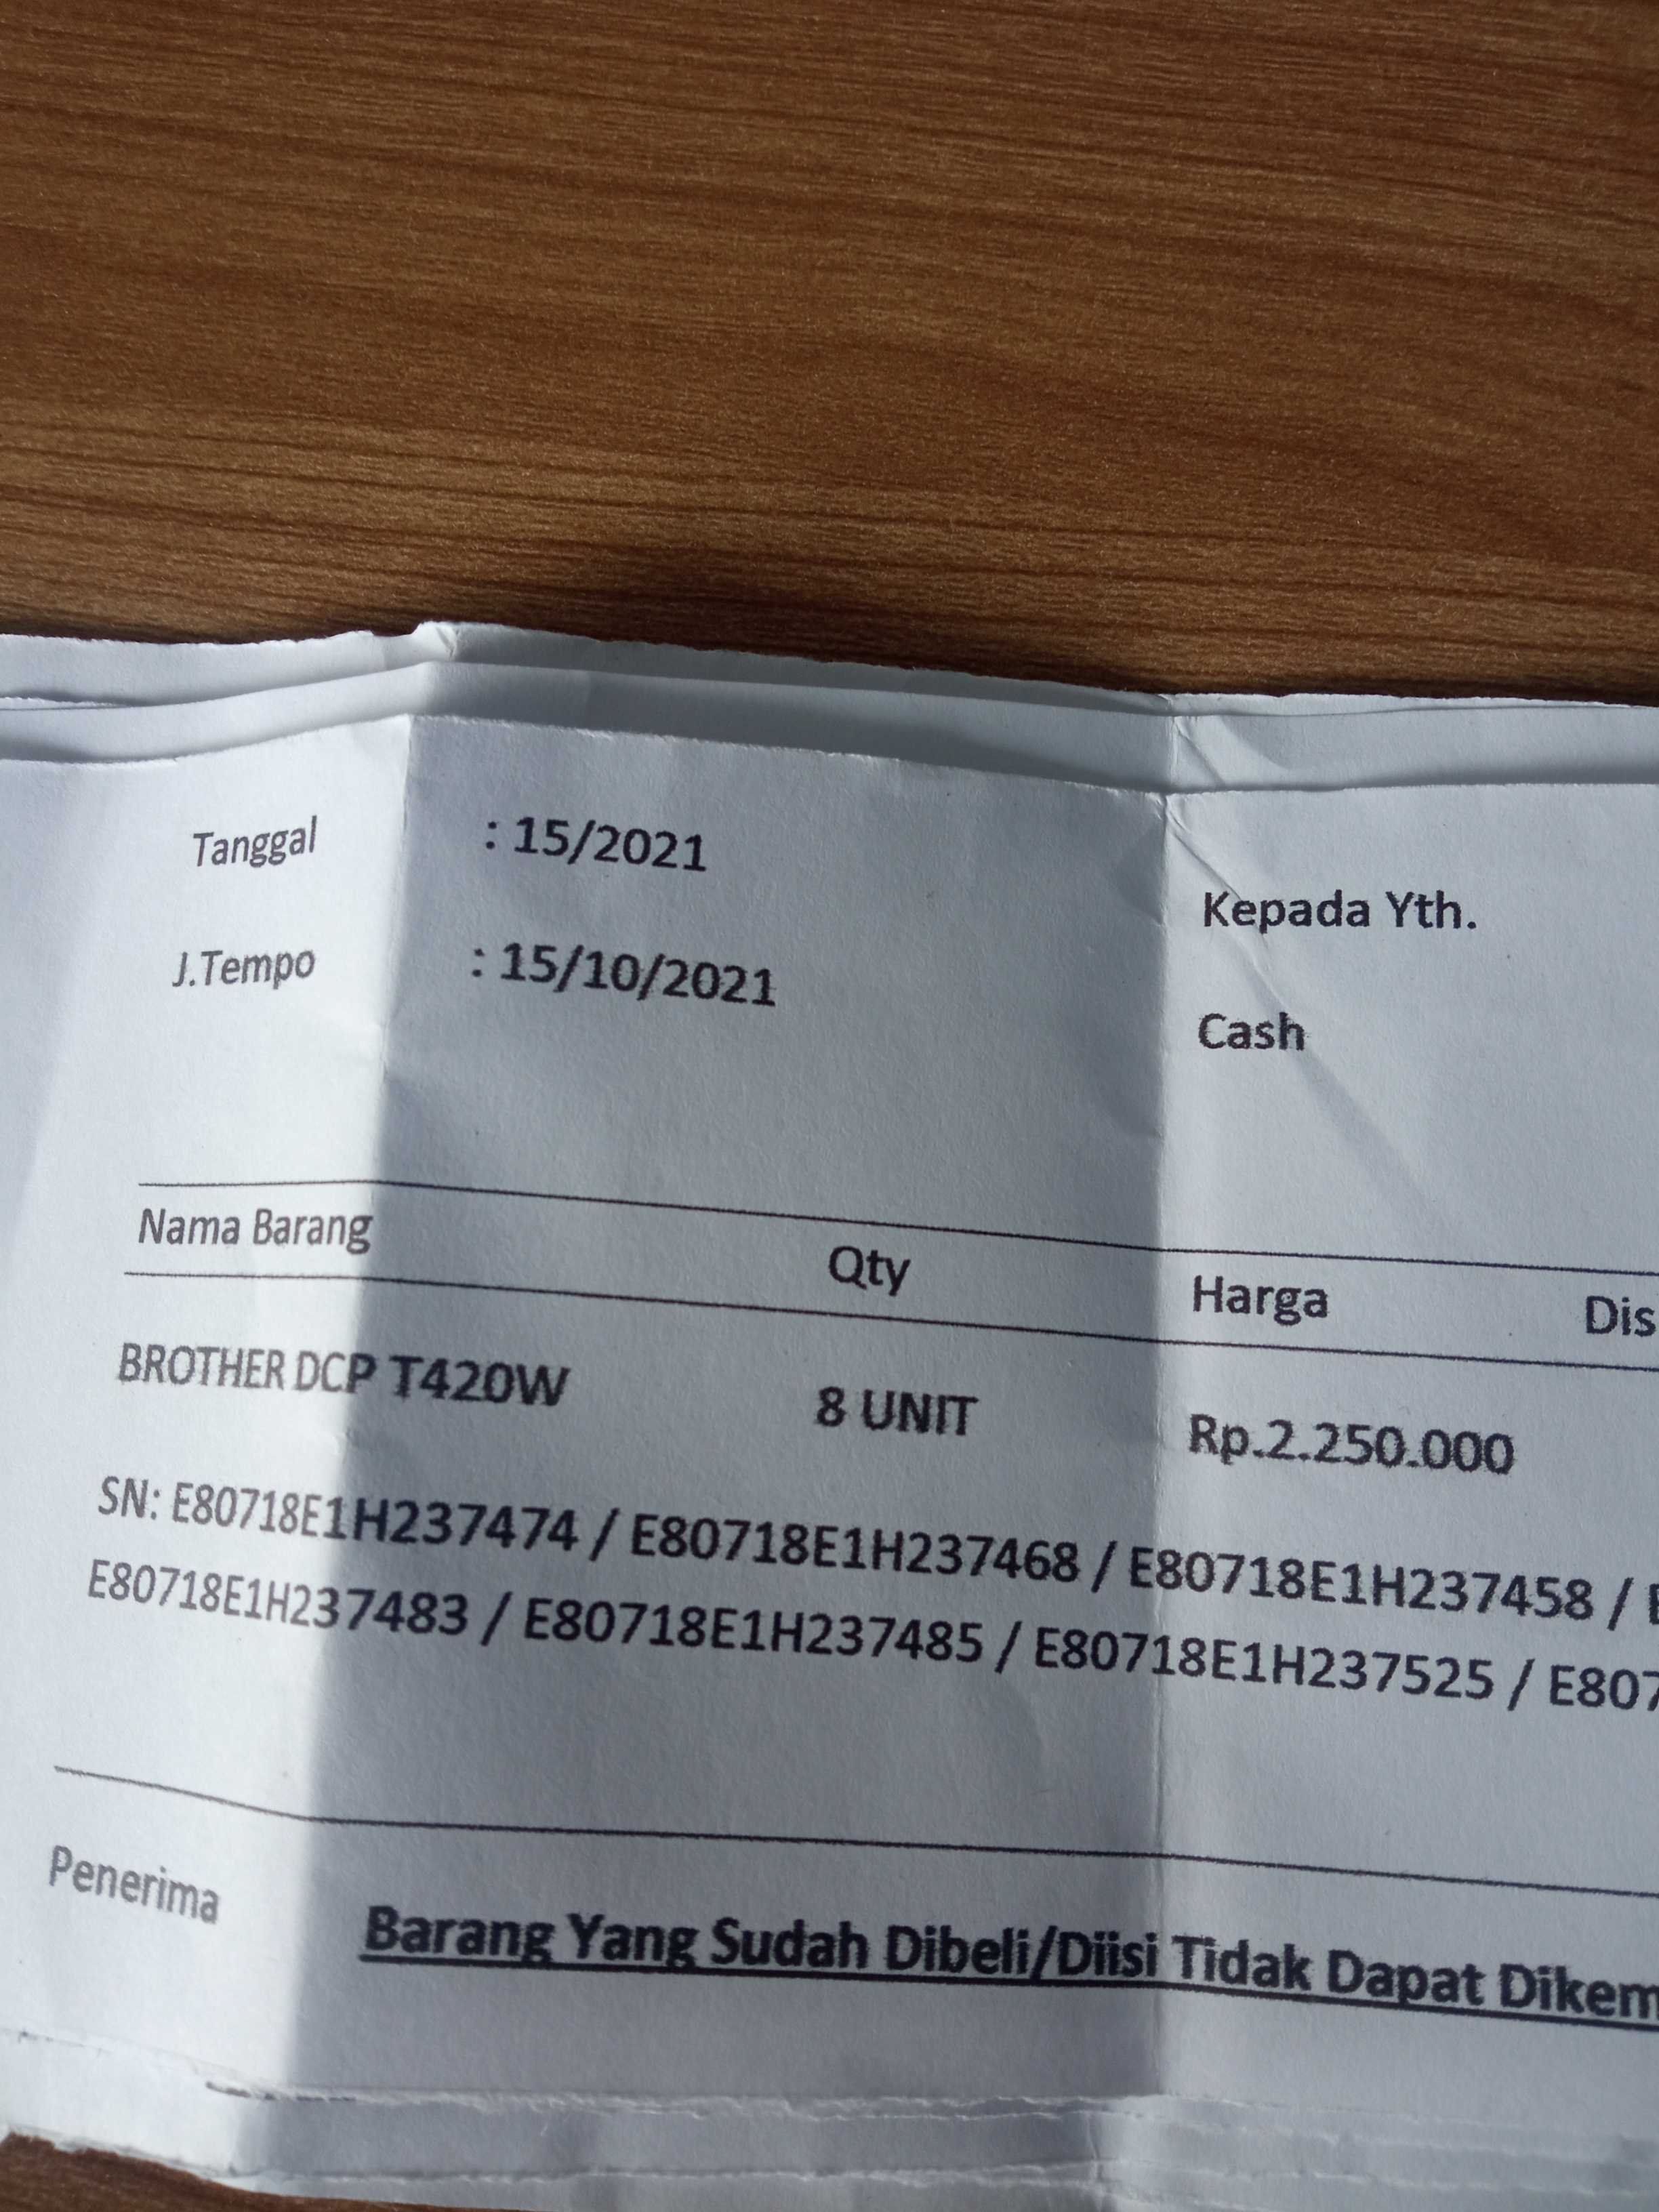 Tanggal : 15/2021
Kepada Yth.
J.Tempo : 15/10/2021
Cash
Nama Barang Qty Harga Dis
BROTHER DCP T420W 8 UNIT Rp.2.250.000
SN: E80718E1H237474 / E80718E1H237468 / E80718E1H237458 /
E80718E1H237483 / E80718E1H237485 / E80718E1H237525 / E807
Penerima
Barang Yang Sudah Dibeli/Diisi Tidak Dapat Dikem